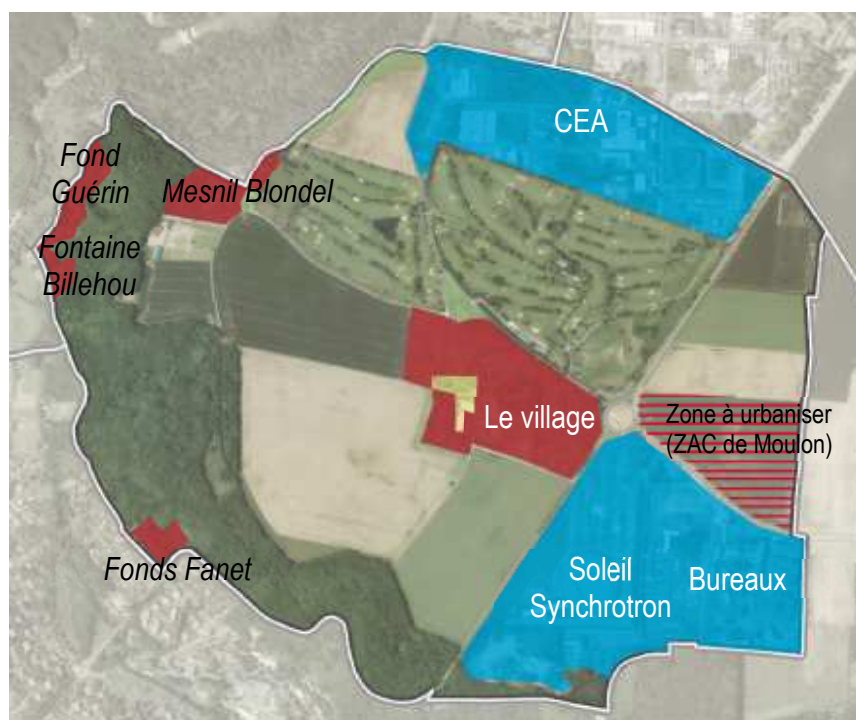 CEA
Fond
Guérin
Mesnil Blondel
Fontaine
Billehou
Le village
Zone à urbaniser
(ZAC de Moulon)
Fonds Fanet
Soleil
Synchrotron
Bureaux